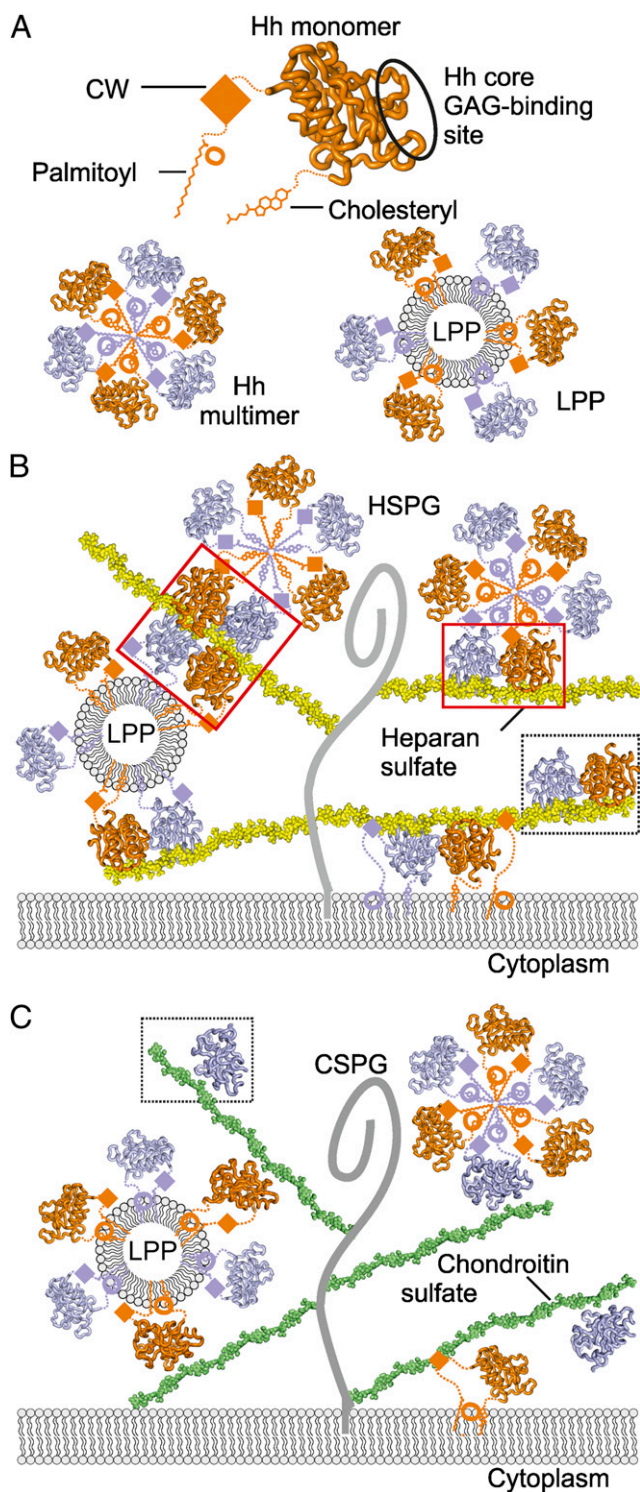 A
Hh monomer
CW
Hh core
GAG-binding
site
Palmitoyl
Cholesteryl
LPP
Hh
multimer
LPP
B
HSPG
LPP
Heparan
sulfate
Cytoplasm
C
CSPG
LPP
Chondroitin
sulfate
Cytoplasm